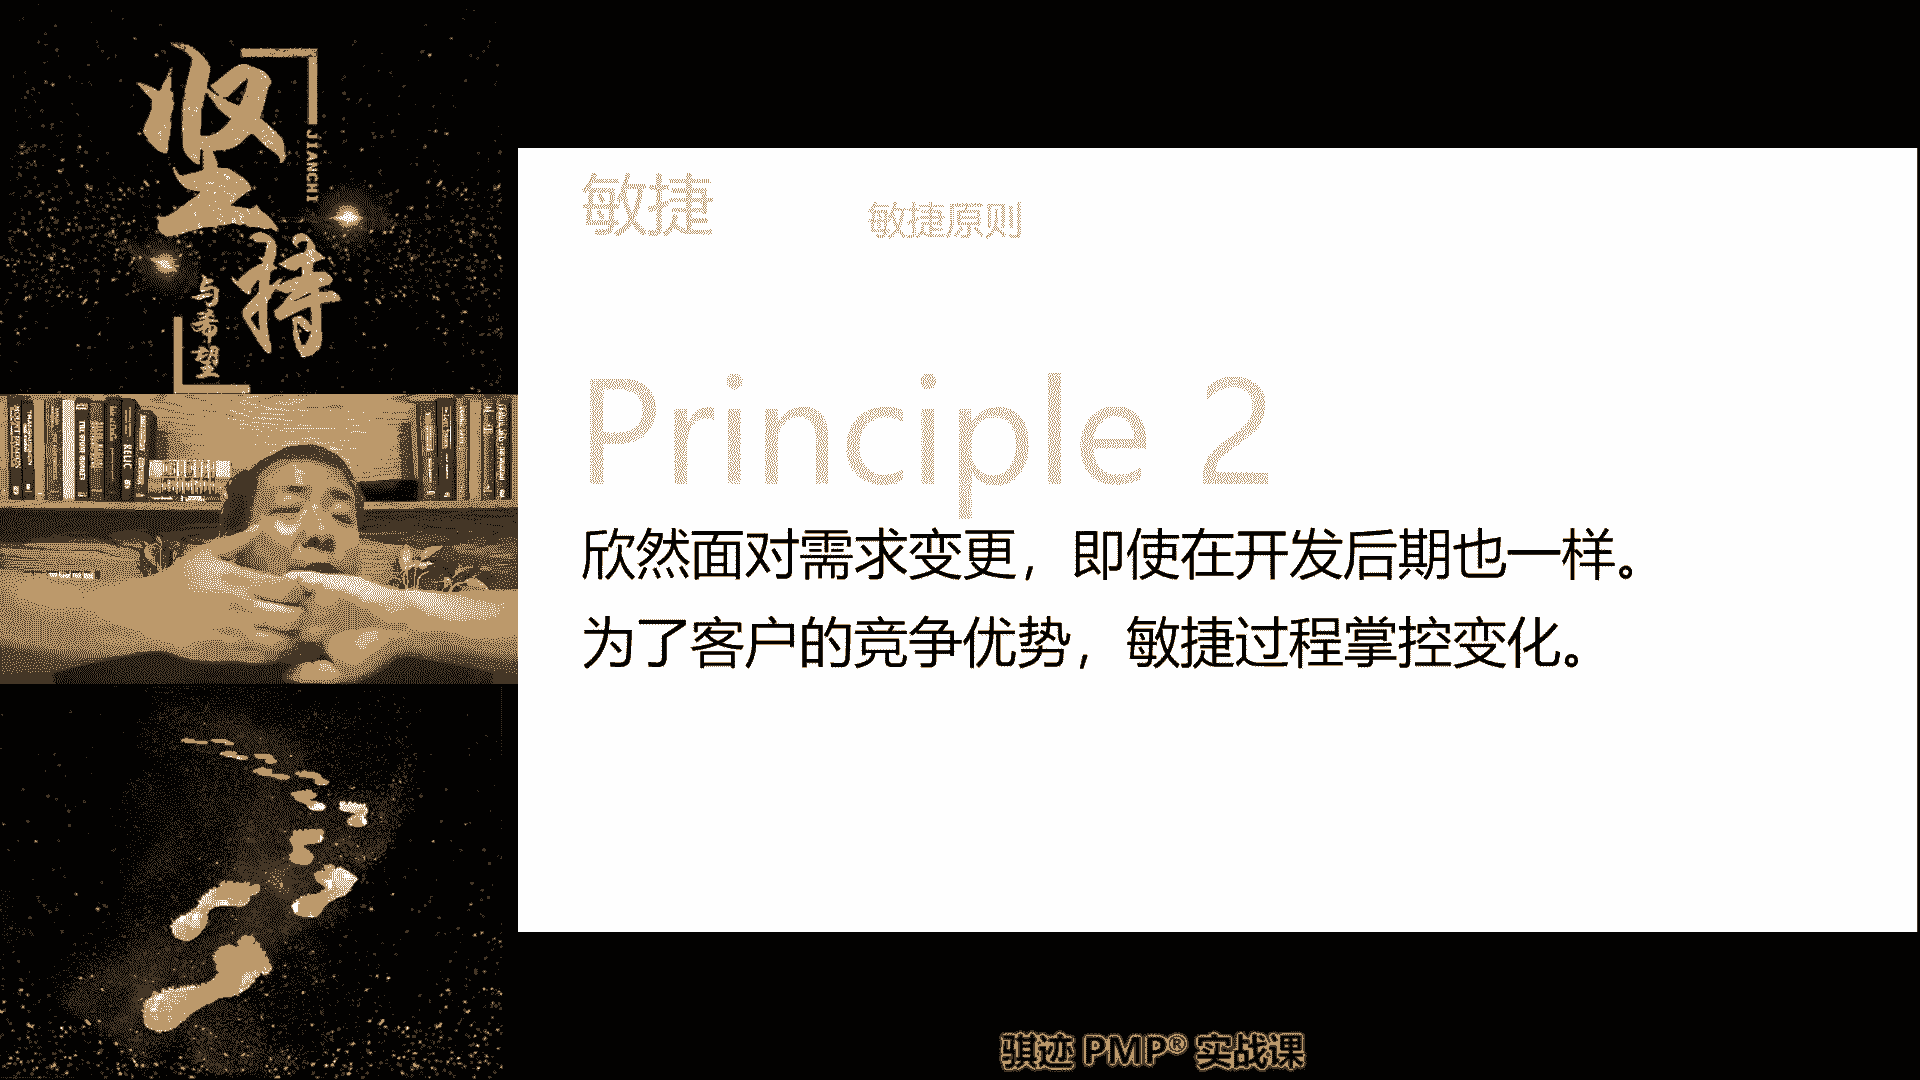 坚持
JIANCHI
与希望
敏捷
敏捷原则
Principle 2
欣然面对需求变更，即使在开发后期也一样。
为了客户的竞争优势，敏捷过程掌控变化。
骐迹 PMP® 实战课